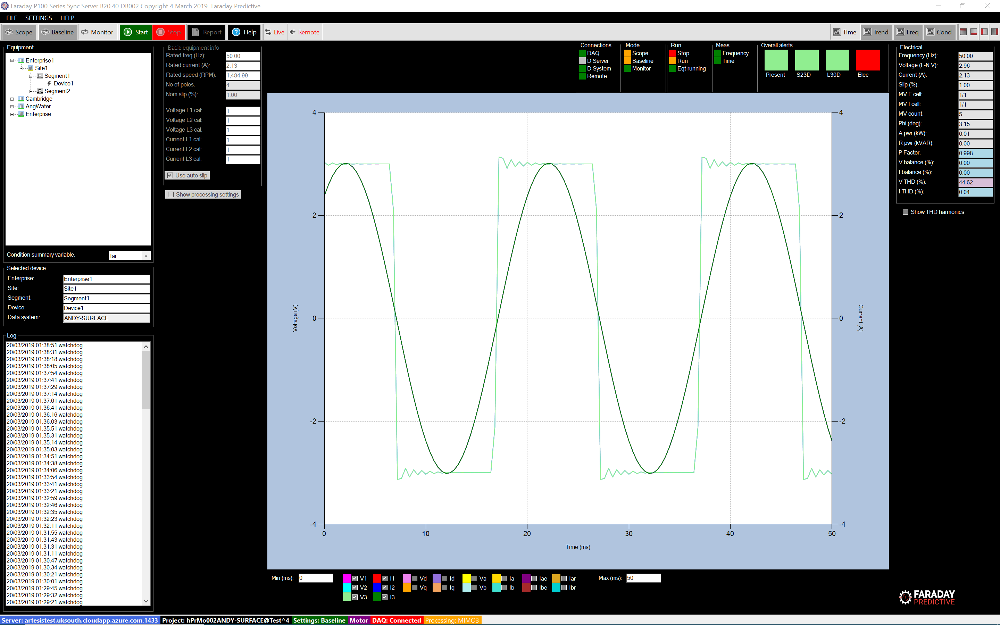 Faraday P100 Series Sync Server B20.40 DB002 Copyright 4 March 2019  Faraday Predictive
FILE SETTINGS HELP
Scope Baseline Monitor Start Stop Report Help Live Remote Time Trend Freq Cond
Equipment
Enterprise1
Site1
Segment1
Device1
Segment2
Cambridge
AngWater
Enterprise
Condition summary variable: Iar
Selected device
Enterprise: Enterprise1
Site: Site1
Segment: Segment1
Device: Device1
Data system: ANDY-SURFACE
Log
20/03/2019 01:38:51 watchdog
20/03/2019 01:38:31 watchdog
20/03/2019 01:38:18 watchdog
20/03/2019 01:38:05 watchdog
20/03/2019 01:37:54 watchdog
20/03/2019 01:37:41 watchdog
20/03/2019 01:37:29 watchdog
20/03/2019 01:37:14 watchdog
20/03/2019 01:37:01 watchdog
20/03/2019 01:36:41 watchdog
20/03/2019 01:36:16 watchdog
20/03/2019 01:36:03 watchdog
20/03/2019 01:35:51 watchdog
20/03/2019 01:35:31 watchdog
20/03/2019 01:35:14 watchdog
20/03/2019 01:35:03 watchdog
20/03/2019 01:34:51 watchdog
20/03/2019 01:34:38 watchdog
20/03/2019 01:34:06 watchdog
20/03/2019 01:33:54 watchdog
20/03/2019 01:33:41 watchdog
20/03/2019 01:33:21 watchdog
20/03/2019 01:32:59 watchdog
20/03/2019 01:32:46 watchdog
20/03/2019 01:32:35 watchdog
20/03/2019 01:32:23 watchdog
20/03/2019 01:32:11 watchdog
20/03/2019 01:31:55 watchdog
20/03/2019 01:31:43 watchdog
20/03/2019 01:31:31 watchdog
20/03/2019 01:31:11 watchdog
20/03/2019 01:30:47 watchdog
20/03/2019 01:30:34 watchdog
20/03/2019 01:30:21 watchdog
20/03/2019 01:30:01 watchdog
20/03/2019 01:29:45 watchdog
20/03/2019 01:29:32 watchdog
20/03/2019 01:29:21 watchdog
Basic equipment info
Rated freq (Hz): 50.00
Rated current (A): 2.13
Rated speed (RPM): 1,484.99
No of poles: 4
Nom slip (%): 1.00
Voltage L1 cal: 1
Voltage L2 cal: 1
Voltage L3 cal: 1
Current L1 cal: 1
Current L2 cal: 1
Current L3 cal: 1
Use auto slip
Show processing settings
Connections
DAQ
D Server
D System
Remote
Mode
Scope
Baseline
Monitor
Run
Stop
Run
Eqt running
Meas
Frequency
Time
Overall alerts
Present S23D L30D Elec
4
2
0
-2
-4
Voltage (V)
4
2
0
-2
-4
Current (A)
0 10 20 30 40 50
Time (ms)
Min (ms): 0
V1 I1 Vd Id Va Ia Iae Iar
V2 I2 Vq Iq Vb Ib Ibe Ibr
V3 I3
Max (ms): 50
Electrical
Frequency (Hz): 50.00
Voltage (L-N V): 2.96
Current (A): 2.13
Slip (%): 1.00
MV F cell: 1/1
MV I cell: 1/1
MV count: 5
Phi (deg): 3.15
A pwr (kW): 0.01
R pwr (kVAR): 0.00
P Factor: 0.998
V balance (%): 0.00
I balance (%): 0.00
V THD (%): 44.62
I THD (%): 0.04
Show THD harmonics
FARADAY
PREDICTIVE
Server: artesistest.uksouth.cloudapp.azure.com,1433 Project: hPrMo002ANDY-SURFACE@Test^4 Settings: Baseline Motor DAQ: Connected Processing: MIMO3